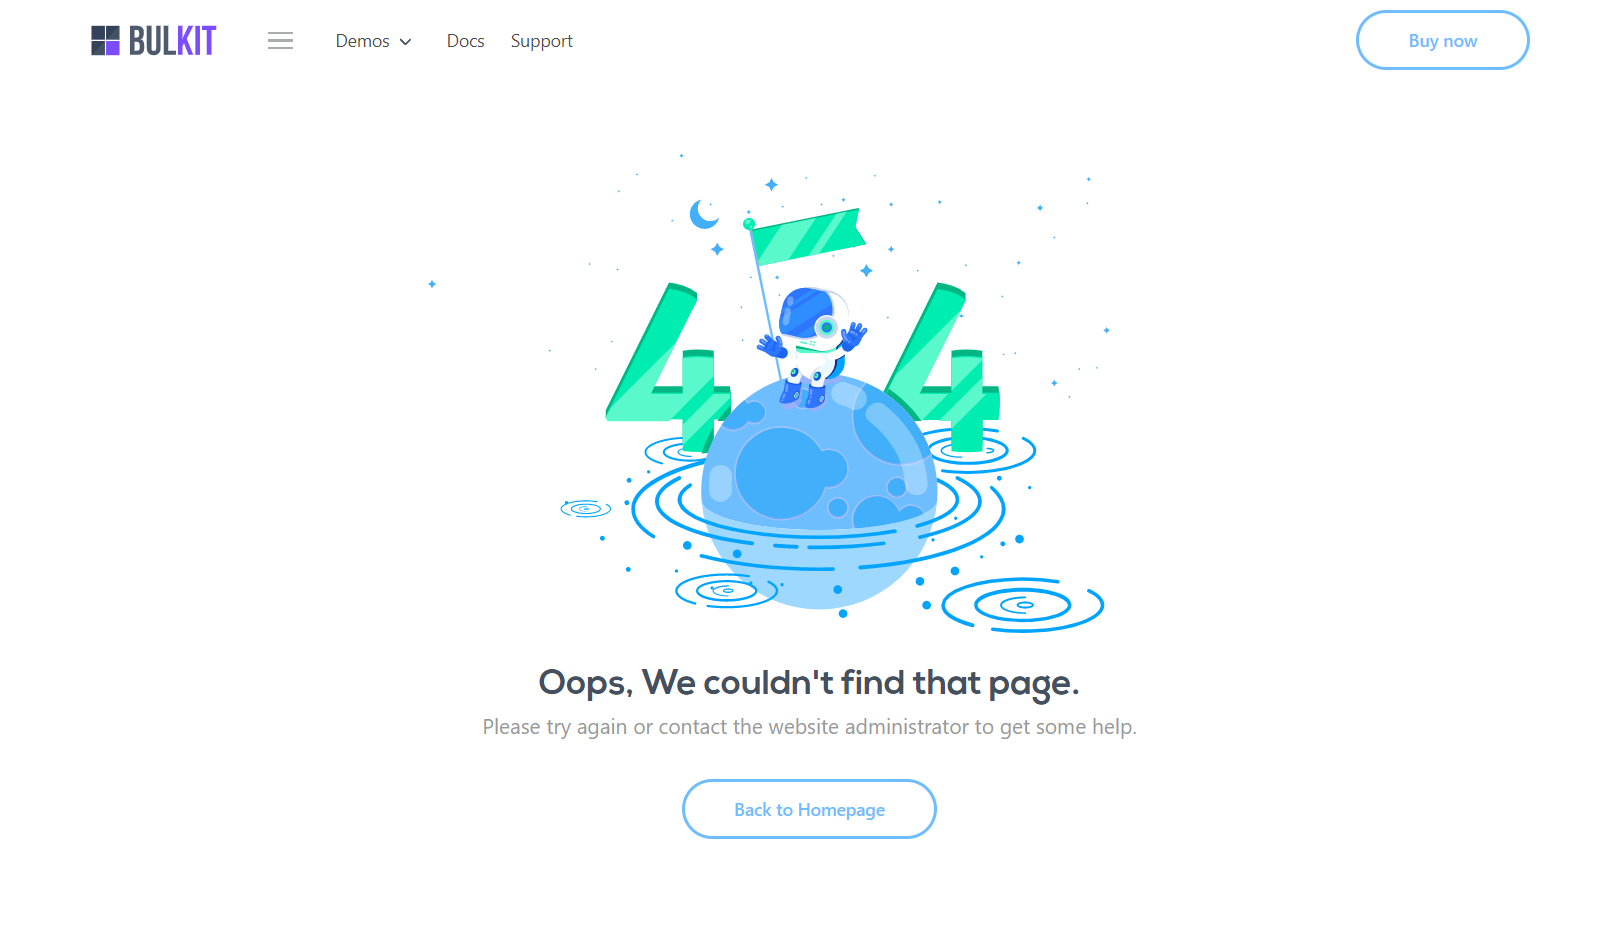 BULKIT
Demos
Docs
Support
Buy now
4 4
Oops, We couldn't find that page.
Please try again or contact the website administrator to get some help.
Back to Homepage